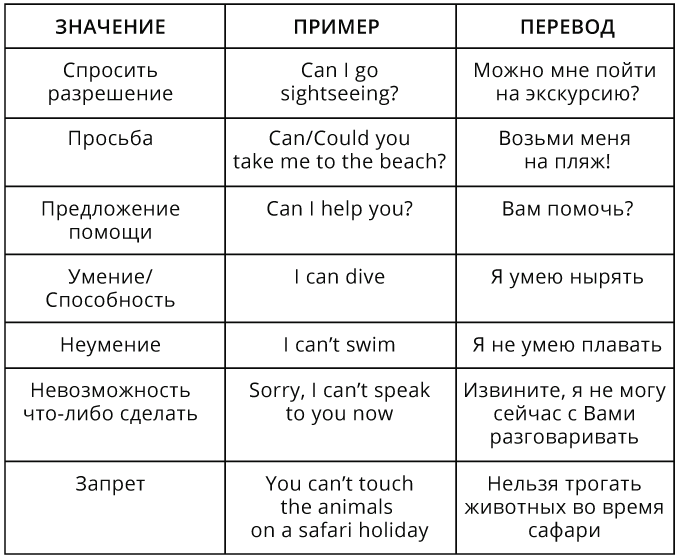 ЗНАЧЕНИЕ ПРИМЕР ПЕРЕВОД
Спросить
разрешение
Can I go
sightseeing?
Можно мне пойти
на экскурсию?
Просьба
Can/Could you
take me to the beach?
Возьми меня
на пляж!
Предложение
помощи
Can I help you?
Вам помочь?
Умение/
Способность
I can dive
Я умею нырять
Неумение
I can’t swim
Я не умею плавать
Невозможность
что-либо сделать
Sorry, I can’t speak
to you now
Извините, я не могу
сейчас с Вами
разговаривать
Запрет
You can’t touch
the animals
on a safari holiday
Нельзя трогать
животных во время
сафари